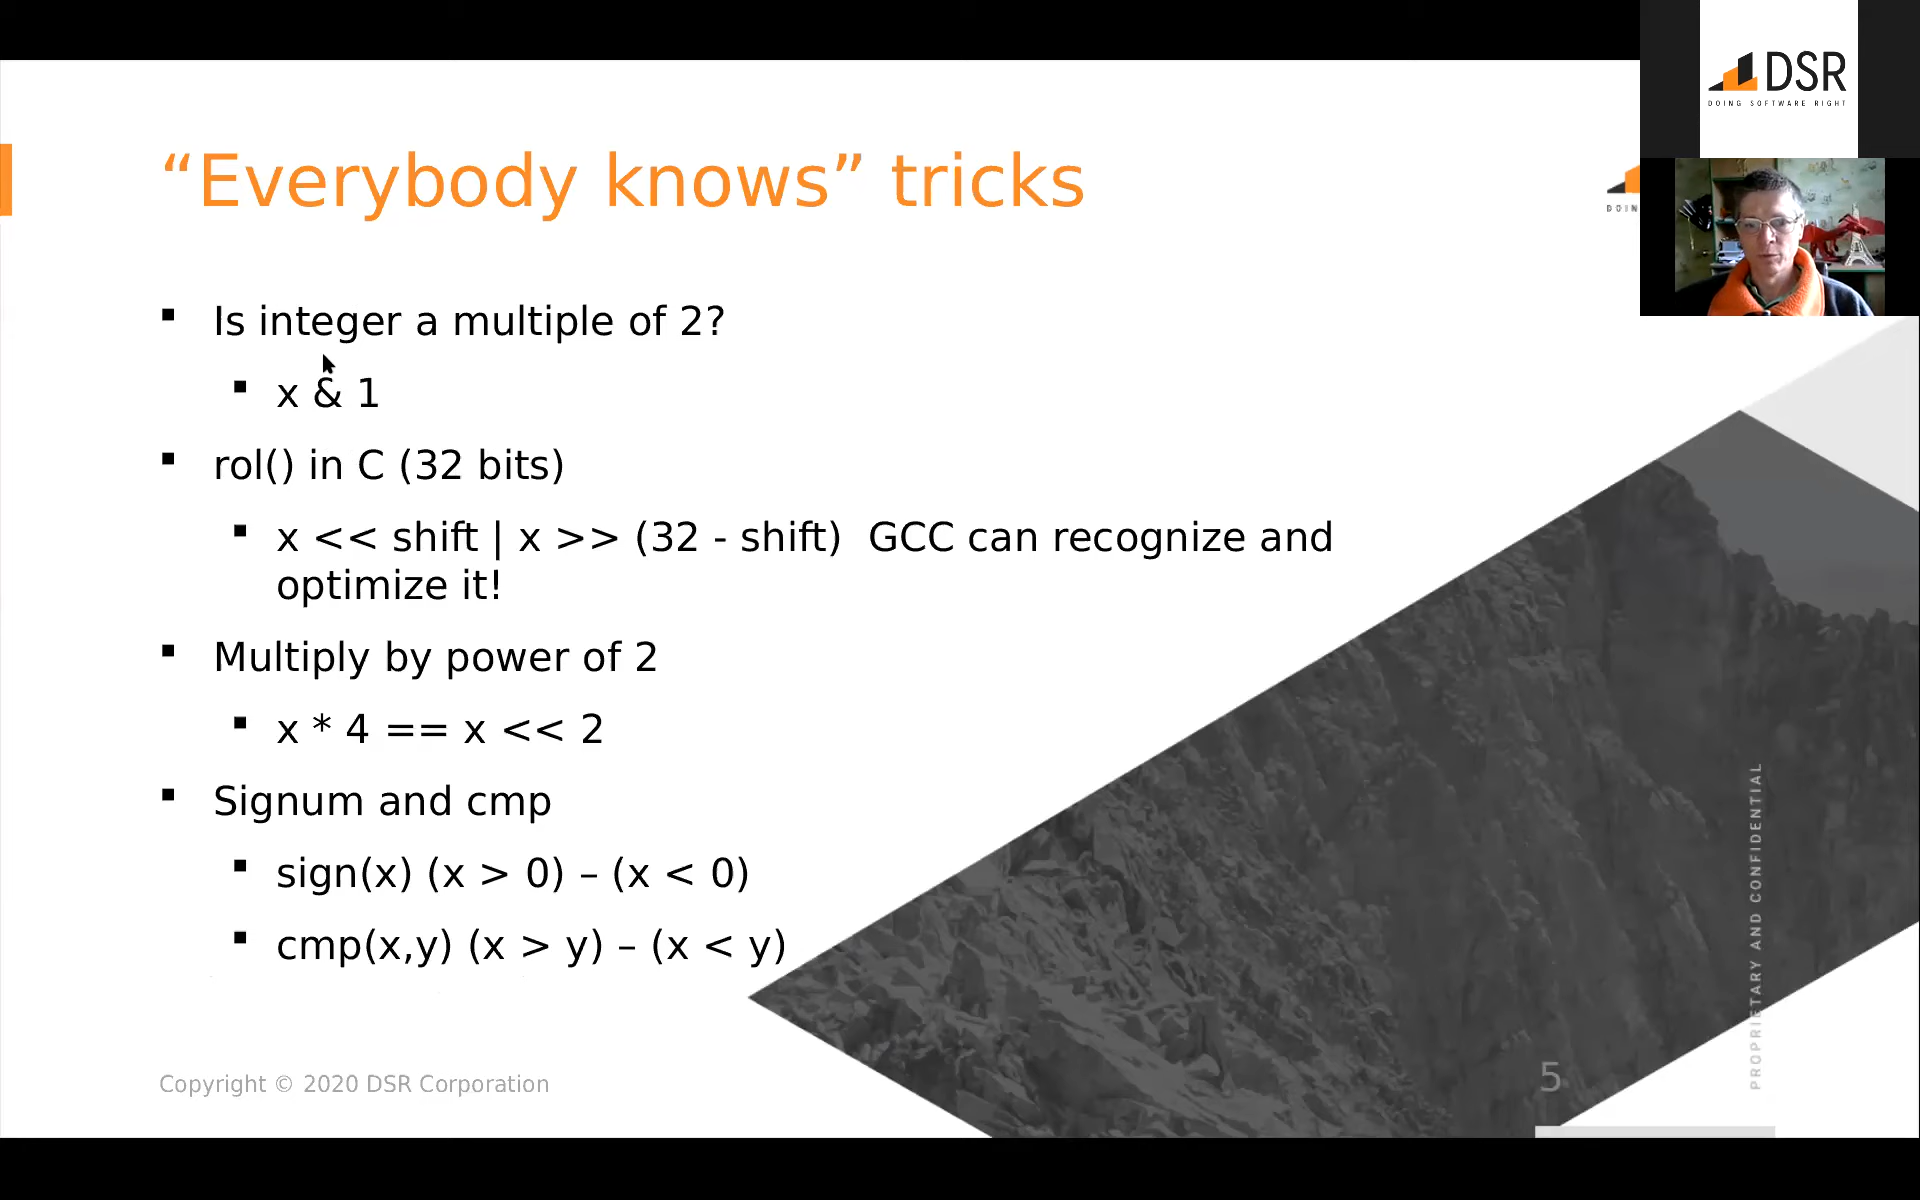 DSR
DOING SOFTWARE RIGHT
“Everybody knows” tricks
DOIN
Is integer a multiple of 2?
x & 1
rol() in C (32 bits)
x << shift | x >> (32 - shift)  GCC can recognize and
optimize it!
Multiply by power of 2
x * 4 == x << 2
Signum and cmp
sign(x) (x > 0) – (x < 0)
cmp(x,y) (x > y) – (x < y)
PROPRIETARY AND CONFIDENTIAL
Copyright © 2020 DSR Corporation
5